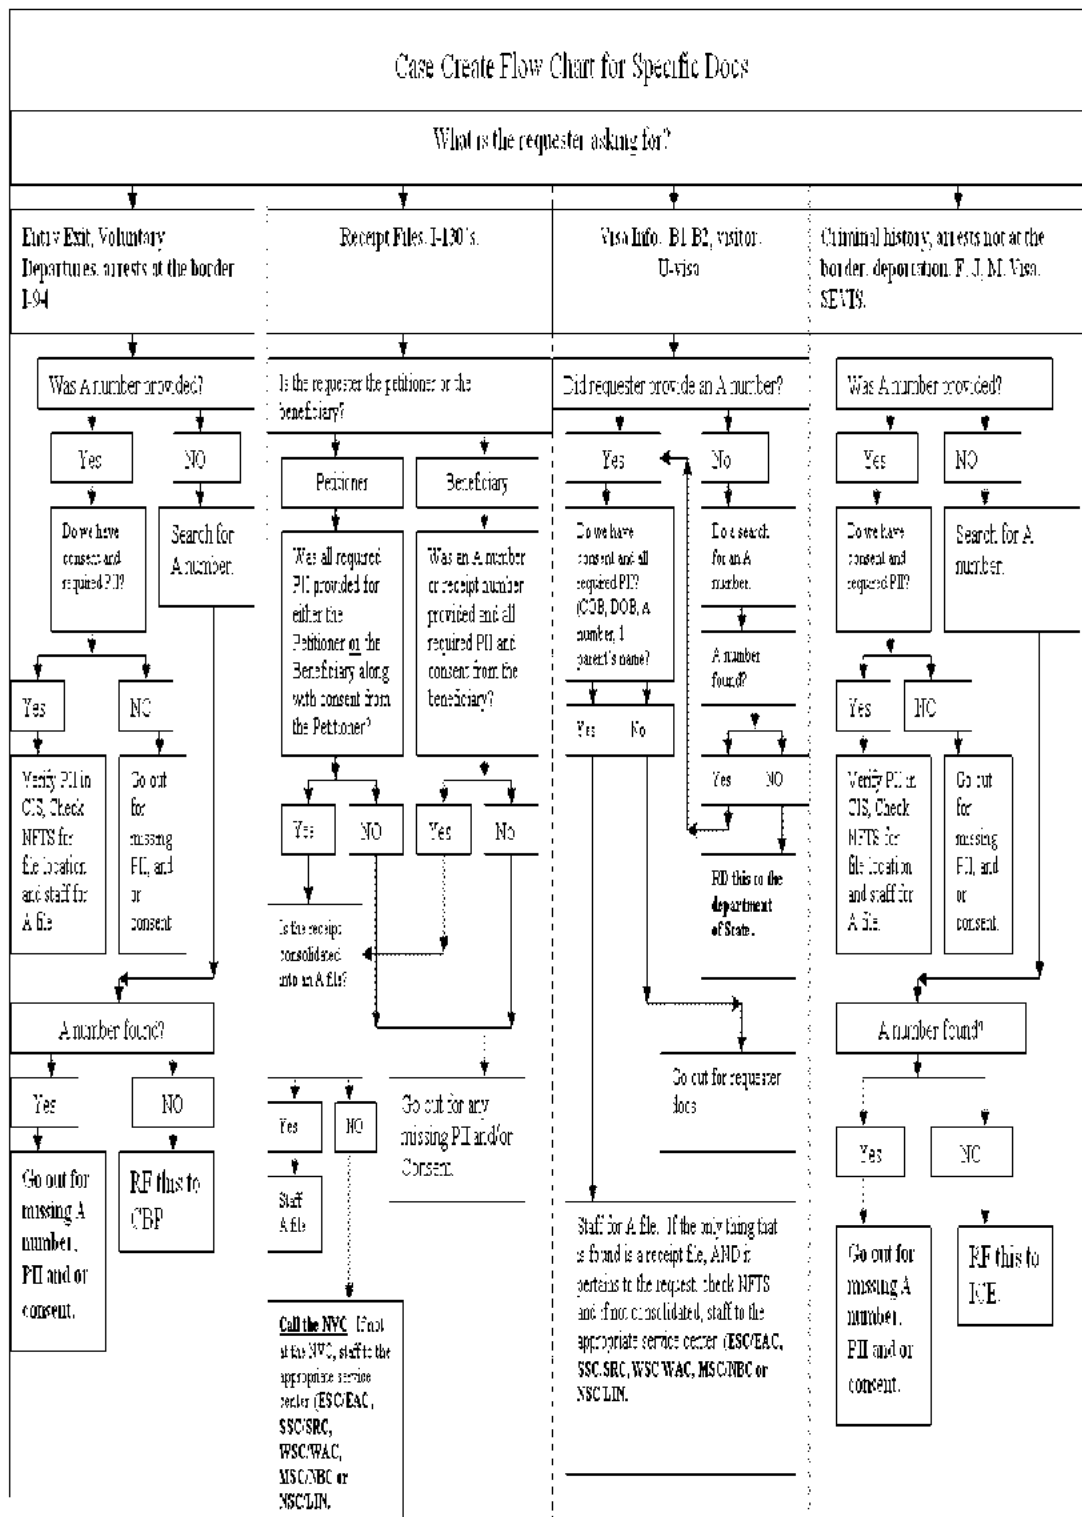 Case Create Flow Chart for Specific Docs
What is the requester asking for?
Entry Exit, Voluntary
Departures, arrests at the border
I-94
Was A number provided?
Yes
NO
Do we have
consent and
required PII?
Search for
A number.
Yes
NO
Verify PII in
CIS, Check
NFTS for
file location
and staff for
A file
Go out
for
missing
PII, and
or
consent
A number found?
Yes
NO
Go out for
missing A
number,
PII and or
consent.
RF this to
CBP
Receipt Files, I-130's.
Is the requester the petitioner or the
beneficiary?
Petitioner
Beneficiary
Was all required
PII provided for
either the
Petitioner or the
Beneficiary along
with consent from
the Petitioner?
Was an A number
or receipt number
provided and all
required PII and
consent from the
beneficiary?
Yes
NO
Yes
No
Is the receipt
consolidated
into an A file?
Yes
NO
Go out for any
missing PII and/or
Consent.
Staff
A file
Call the NVC. If not
at the NVC, staff to the
appropriate service
center (ESC/EAC,
SSC/SRC,
WSC/WAC,
MSC/NBC or
NSC/LIN.
Visa Info. B1 B2, visitor.
U-visa
Did requester provide an A number?
Yes
No
Do we have
consent and all
required PII?
(COB, DOB, A
number, 1
parent's name?
Do a search
for an A
number.
A number
found?
Yes No
Yes NO
RD this to the
department
of State.
Go out for requester
docs
Staff for A file. If the only thing that
is found is a receipt file, AND it
pertains to the request, check NFTS
and if not consolidated, staff to the
appropriate service center (ESC/EAC,
SSC/SRC, WSC/WAC, MSC/NBC or
NSC/LIN.
Criminal history, arrests not at the
border, deportation, F, J, M, Visa,
SEVIS.
Was A number provided?
Yes
NO
Do we have
consent and
required PII?
Search for A
number.
Yes
NO
Verify PII in
CIS, Check
NFTS for
file location
and staff for
A file.
Go out
for
missing
PII, and
or
consent.
A number found?
Yes
NO
Go out for
missing A
number,
PII and or
consent.
RF this to
ICE.